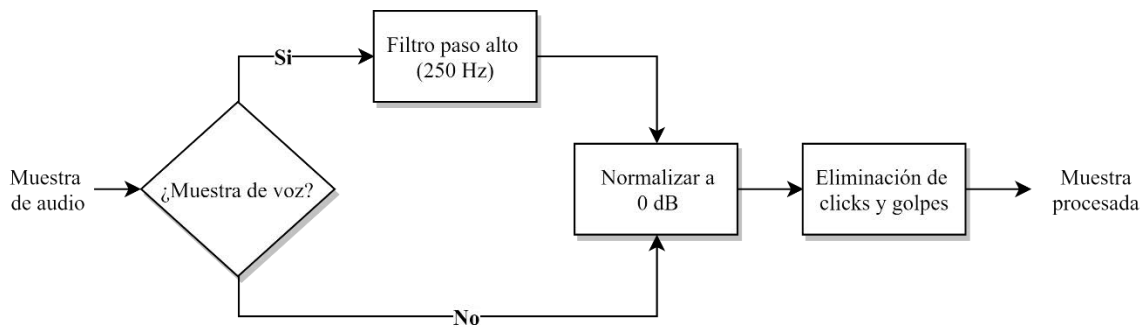 Muestra
de audio
¿Muestra de voz?
Si
Filtro paso alto
(250 Hz)
No
Normalizar a
0 dB
Eliminación de
clicks y golpes
Muestra
procesada